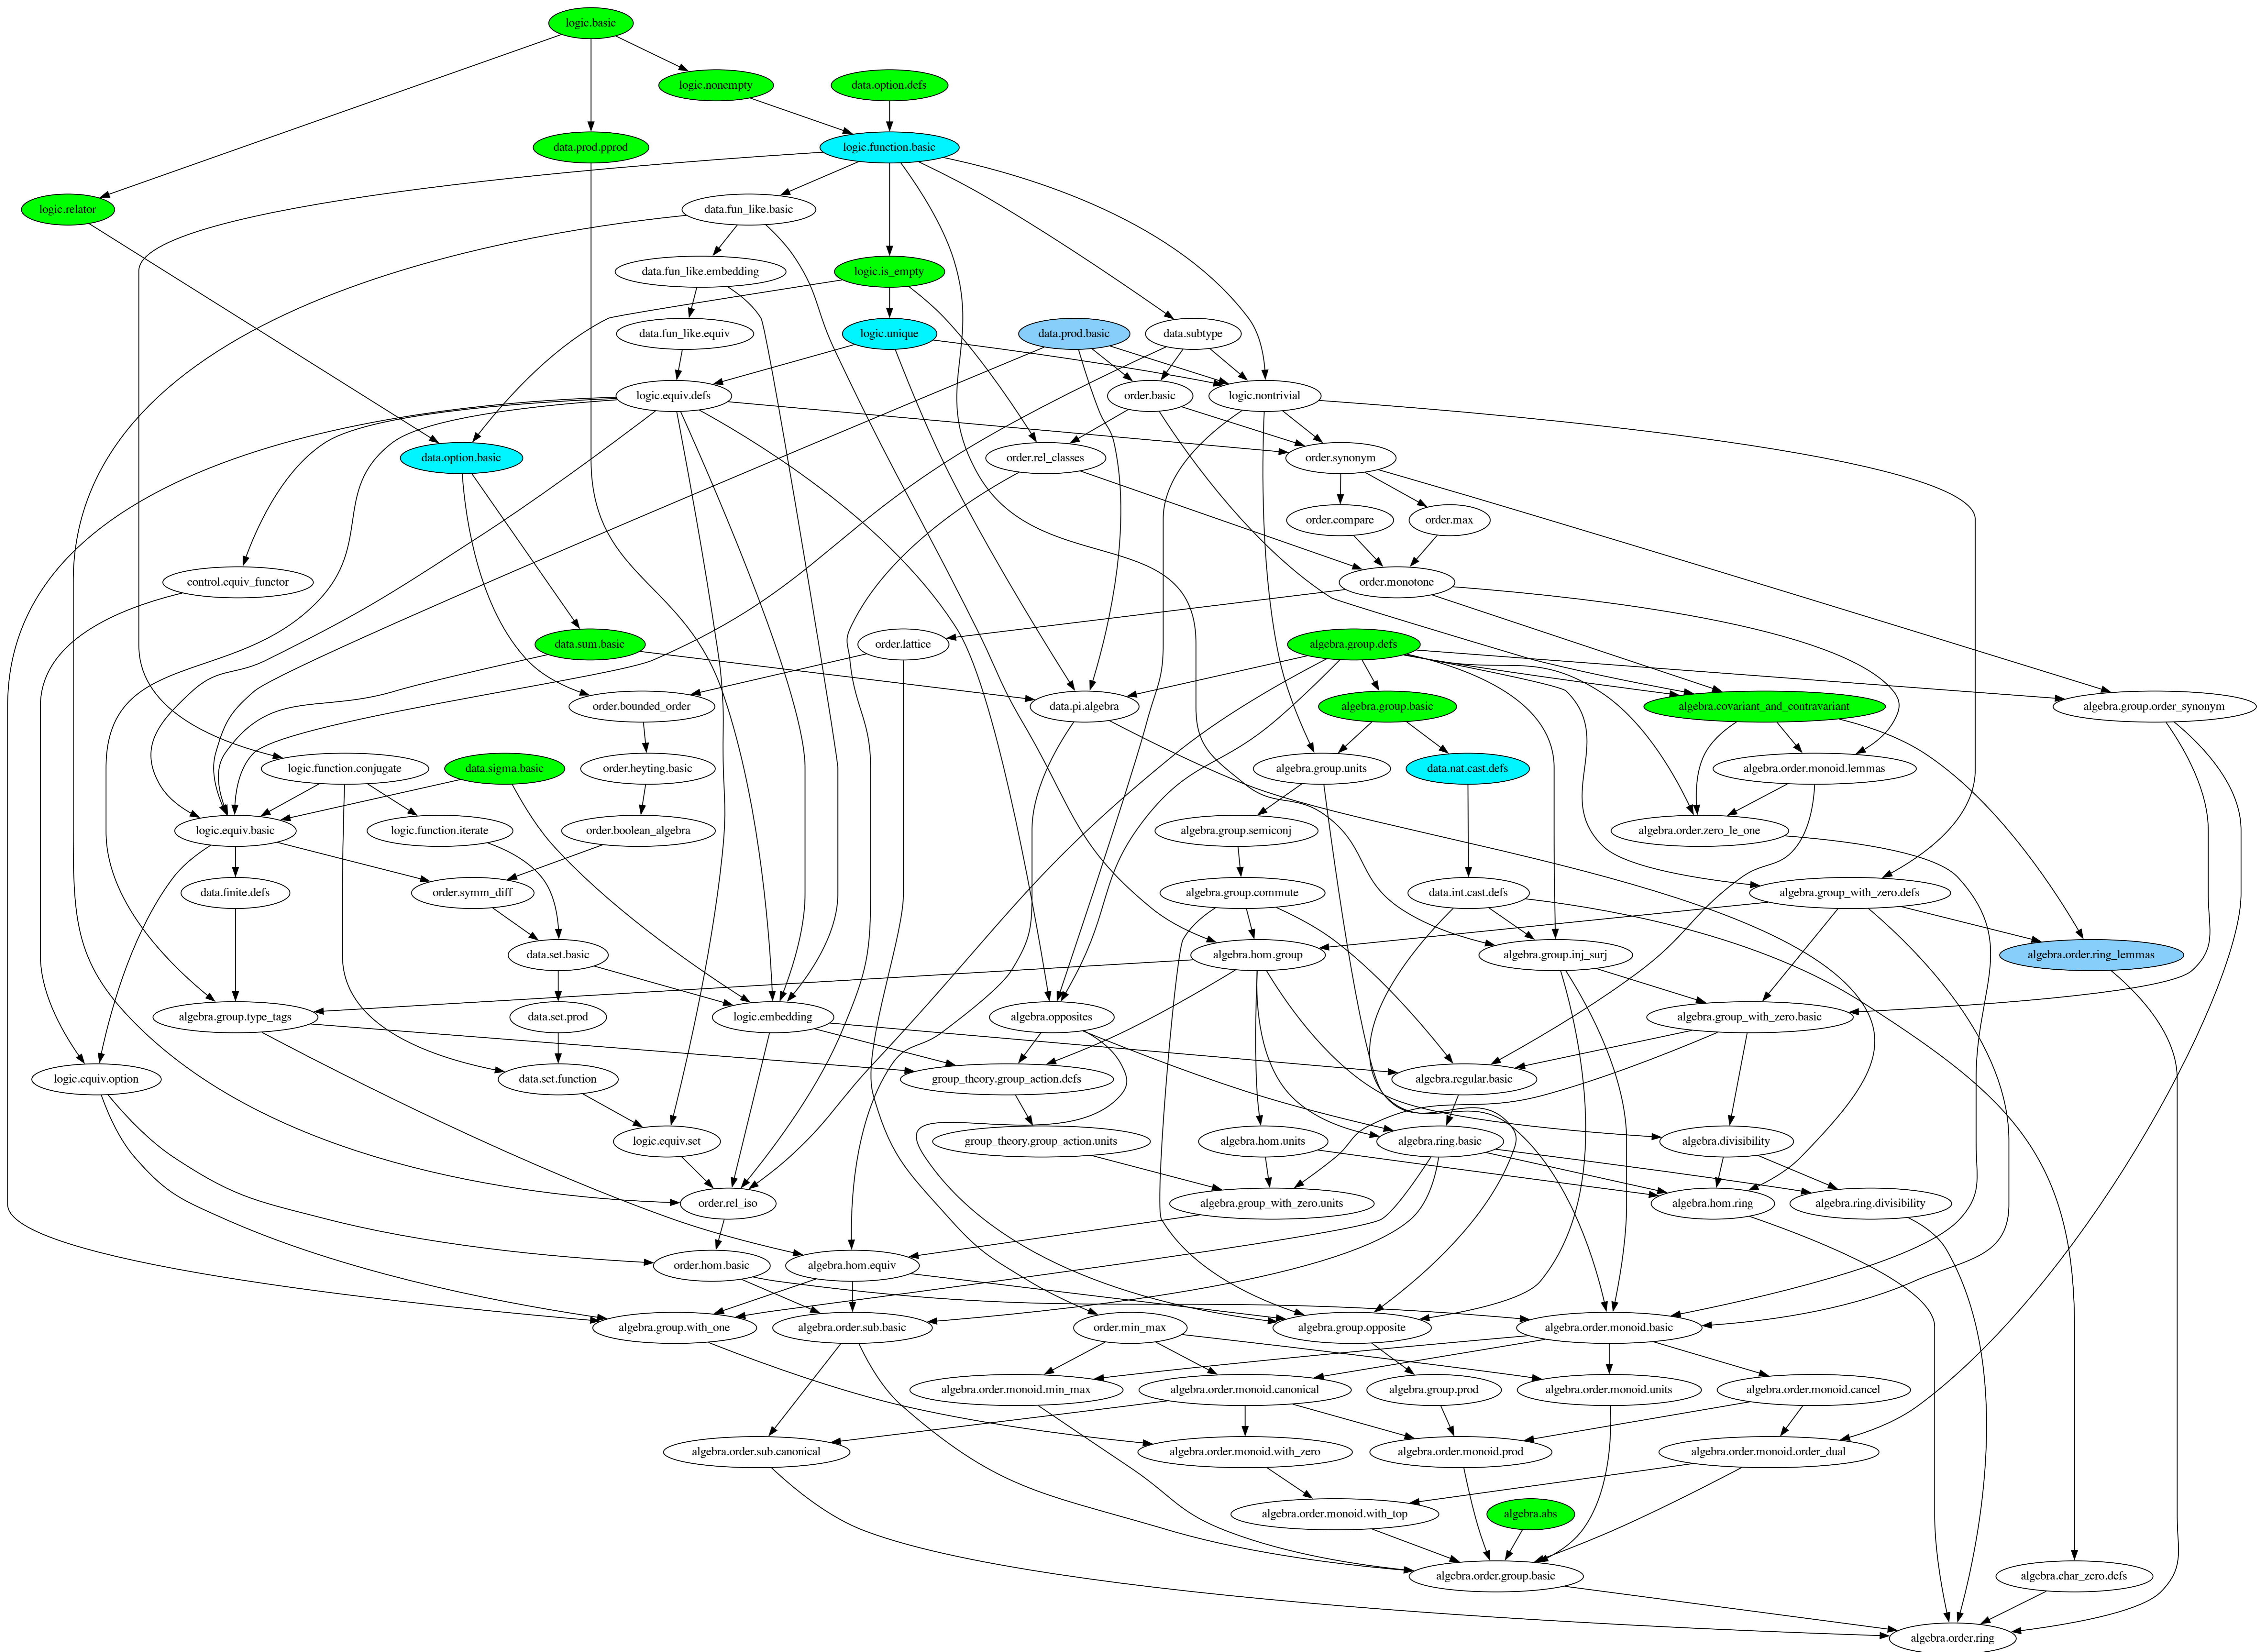 logic.basic
logic.nonempty
data.option.defs
data.prod.pprod
logic.function.basic
logic.relator
data.fun_like.basic
data.fun_like.embedding
logic.is_empty
data.fun_like.equiv
logic.unique
data.prod.basic
data.subtype
logic.equiv.defs
order.basic
logic.nontrivial
data.option.basic
order.rel_classes
order.synonym
order.compare
order.max
control.equiv_functor
order.monotone
data.sum.basic
order.lattice
algebra.group.defs
order.bounded_order
data.pi.algebra
algebra.group.basic
algebra.covariant_and_contravariant
algebra.group.order_synonym
logic.function.conjugate
data.sigma.basic
order.heyting.basic
algebra.group.units
data.nat.cast.defs
algebra.order.monoid.lemmas
logic.equiv.basic
logic.function.iterate
order.boolean_algebra
algebra.group.semiconj
algebra.order.zero_le_one
data.finite.defs
order.symm_diff
algebra.group.commute
data.int.cast.defs
algebra.group_with_zero.defs
data.set.basic
algebra.hom.group
algebra.group.inj_surj
algebra.order.ring_lemmas
algebra.group.type_tags
data.set.prod
logic.embedding
algebra.opposites
algebra.group_with_zero.basic
logic.equiv.option
data.set.function
group_theory.group_action.defs
algebra.regular.basic
logic.equiv.set
group_theory.group_action.units
algebra.hom.units
algebra.ring.basic
algebra.divisibility
order.rel_iso
algebra.group_with_zero.units
algebra.hom.ring
algebra.ring.divisibility
order.hom.basic
algebra.hom.equiv
algebra.group.with_one
algebra.order.sub.basic
order.min_max
algebra.group.opposite
algebra.order.monoid.basic
algebra.order.monoid.min_max
algebra.order.monoid.canonical
algebra.group.prod
algebra.order.monoid.units
algebra.order.monoid.cancel
algebra.order.sub.canonical
algebra.order.monoid.with_zero
algebra.order.monoid.prod
algebra.order.monoid.order_dual
algebra.order.monoid.with_top
algebra.abs
algebra.order.group.basic
algebra.char_zero.defs
algebra.order.ring